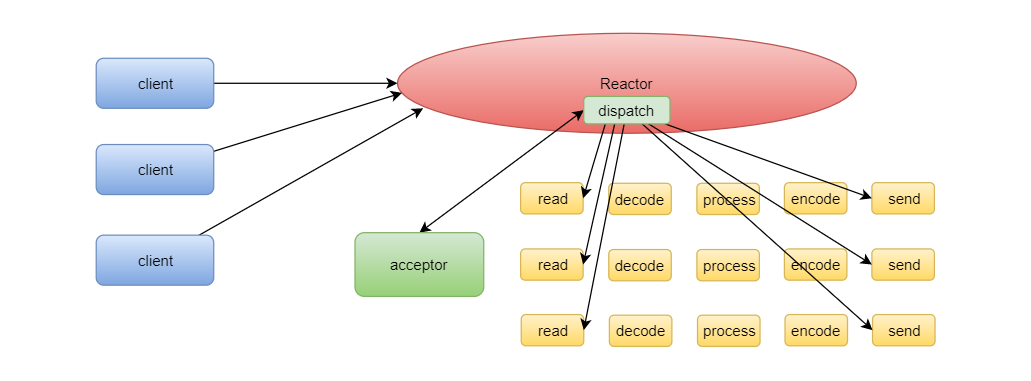 client
client
client
Reactor
dispatch
acceptor
read decode process encode send
read decode process encode send
read decode process encode send